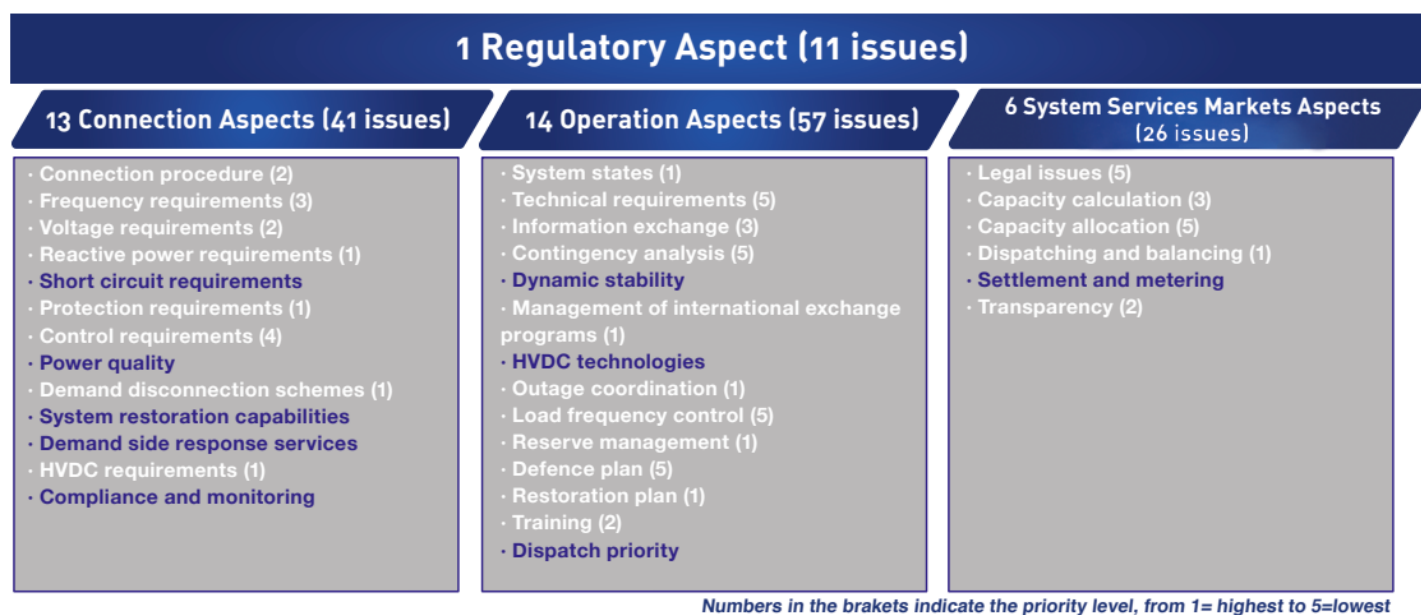 1 Regulatory Aspect (11 issues)
13 Connection Aspects (41 issues)
· Connection procedure (2)
· Frequency requirements (3)
· Voltage requirements (2)
· Reactive power requirements (1)
· Short circuit requirements
· Protection requirements (1)
· Control requirements (4)
· Power quality
· Demand disconnection schemes (1)
· System restoration capabilities
· Demand side response services
· HVDC requirements (1)
· Compliance and monitoring
14 Operation Aspects (57 issues)
· System states (1)
· Technical requirements (5)
· Information exchange (3)
· Contingency analysis (5)
· Dynamic stability
· Management of international exchange
programs (1)
· HVDC technologies
· Outage coordination (1)
· Load frequency control (5)
· Reserve management (1)
· Defence plan (5)
· Restoration plan (1)
· Training (2)
· Dispatch priority
6 System Services Markets Aspects
(26 issues)
· Legal issues (5)
· Capacity calculation (3)
· Capacity allocation (5)
· Dispatching and balancing (1)
· Settlement and metering
· Transparency (2)
Numbers in the brakets indicate the priority level, from 1= highest to 5=lowest